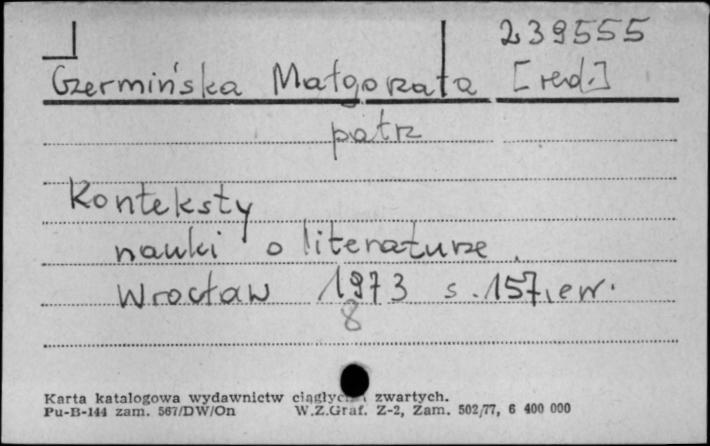 239555
Czermińska Małgorzata [red.]
patrz
Konteksty
nauki o literaturze.
Wrocław 1973 s. 157, err.
8
Karta katalogowa wydawnictw ciągłych i zwartych.
Pu-B-144 zam. 567/DW/On W.Z.Graf. Z-2, Zam. 502/77, 6 400 000